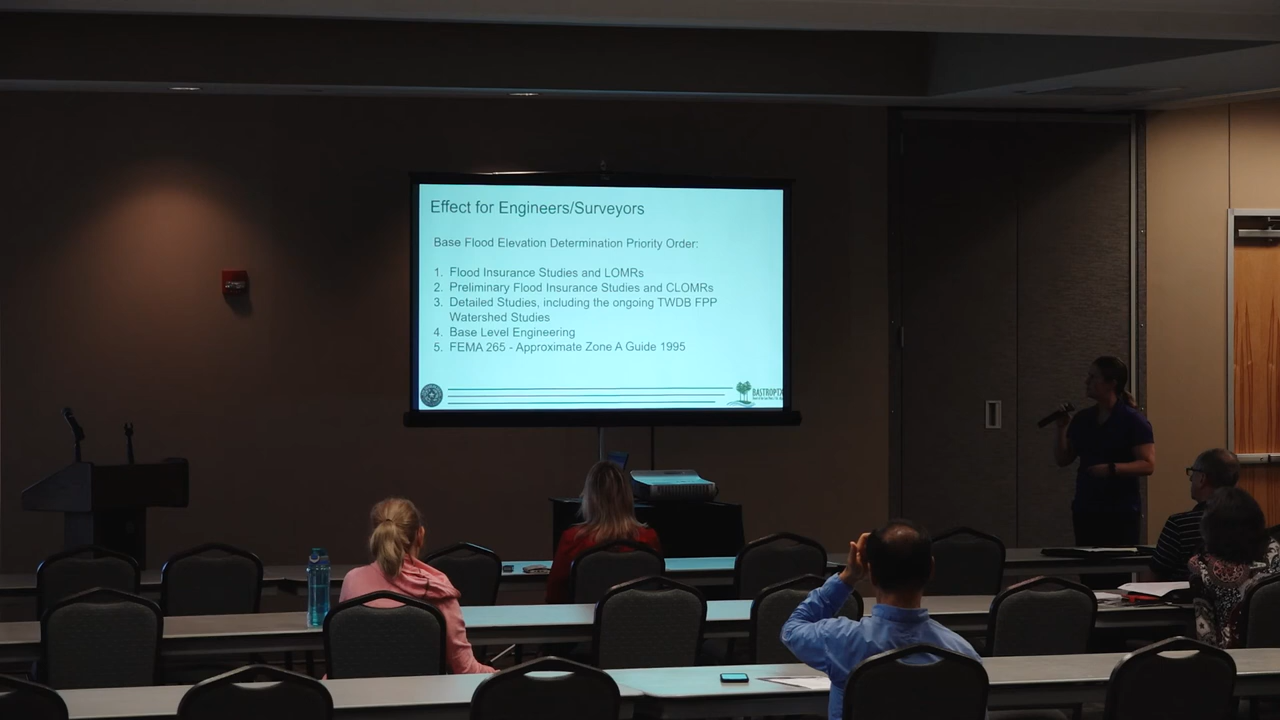 Effect for Engineers/Surveyors
Base Flood Elevation Determination Priority Order:
1. Flood Insurance Studies and LOMRs
2. Preliminary Flood Insurance Studies and CLOMRs
3. Detailed Studies, including the ongoing TWDB FPP
Watershed Studies
4. Base Level Engineering
5. FEMA 265 - Approximate Zone A Guide 1995
BASTROPTX